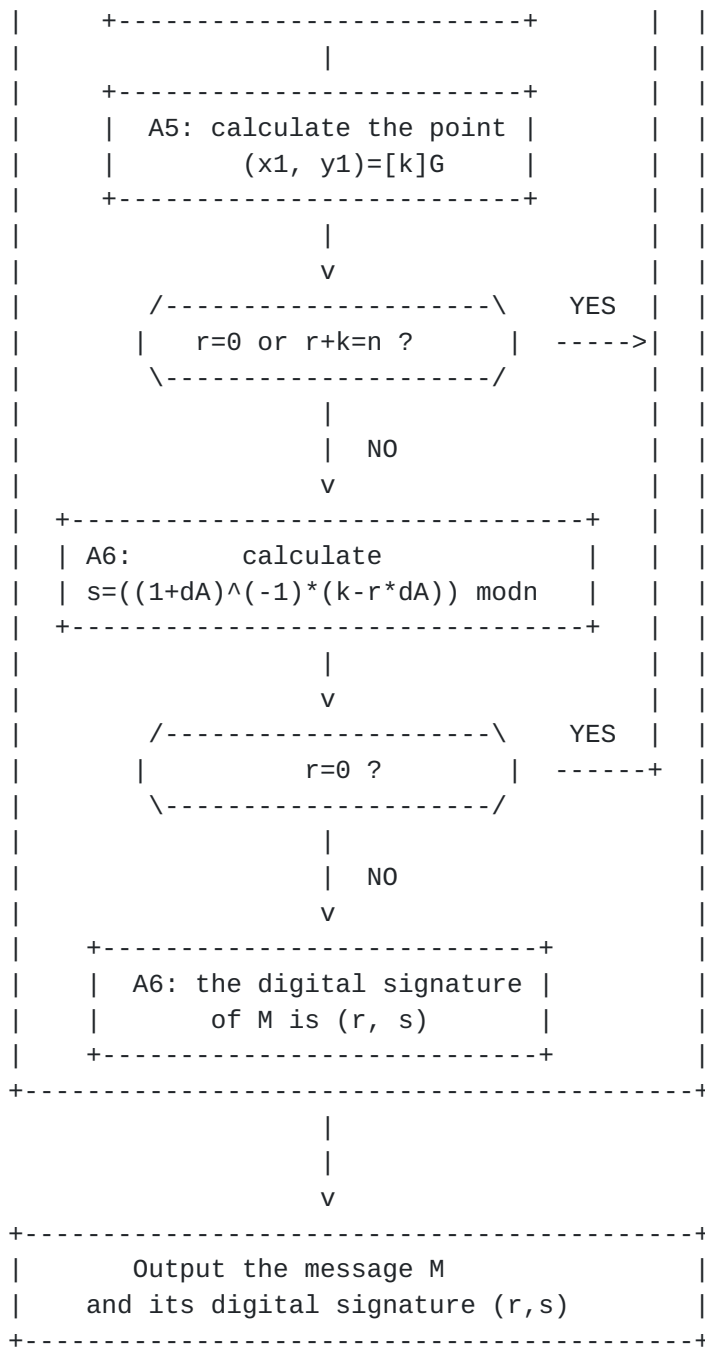 A5: calculate the point
(x1, y1)=[k]G
YES
r=0 or r+k=n ?
NO
A6: calculate
s=((1+dA)^(-1)*(k-r*dA)) modn
YES
r=0 ?
NO
A6: the digital signature
of M is (r, s)
Output the message M
and its digital signature (r,s)